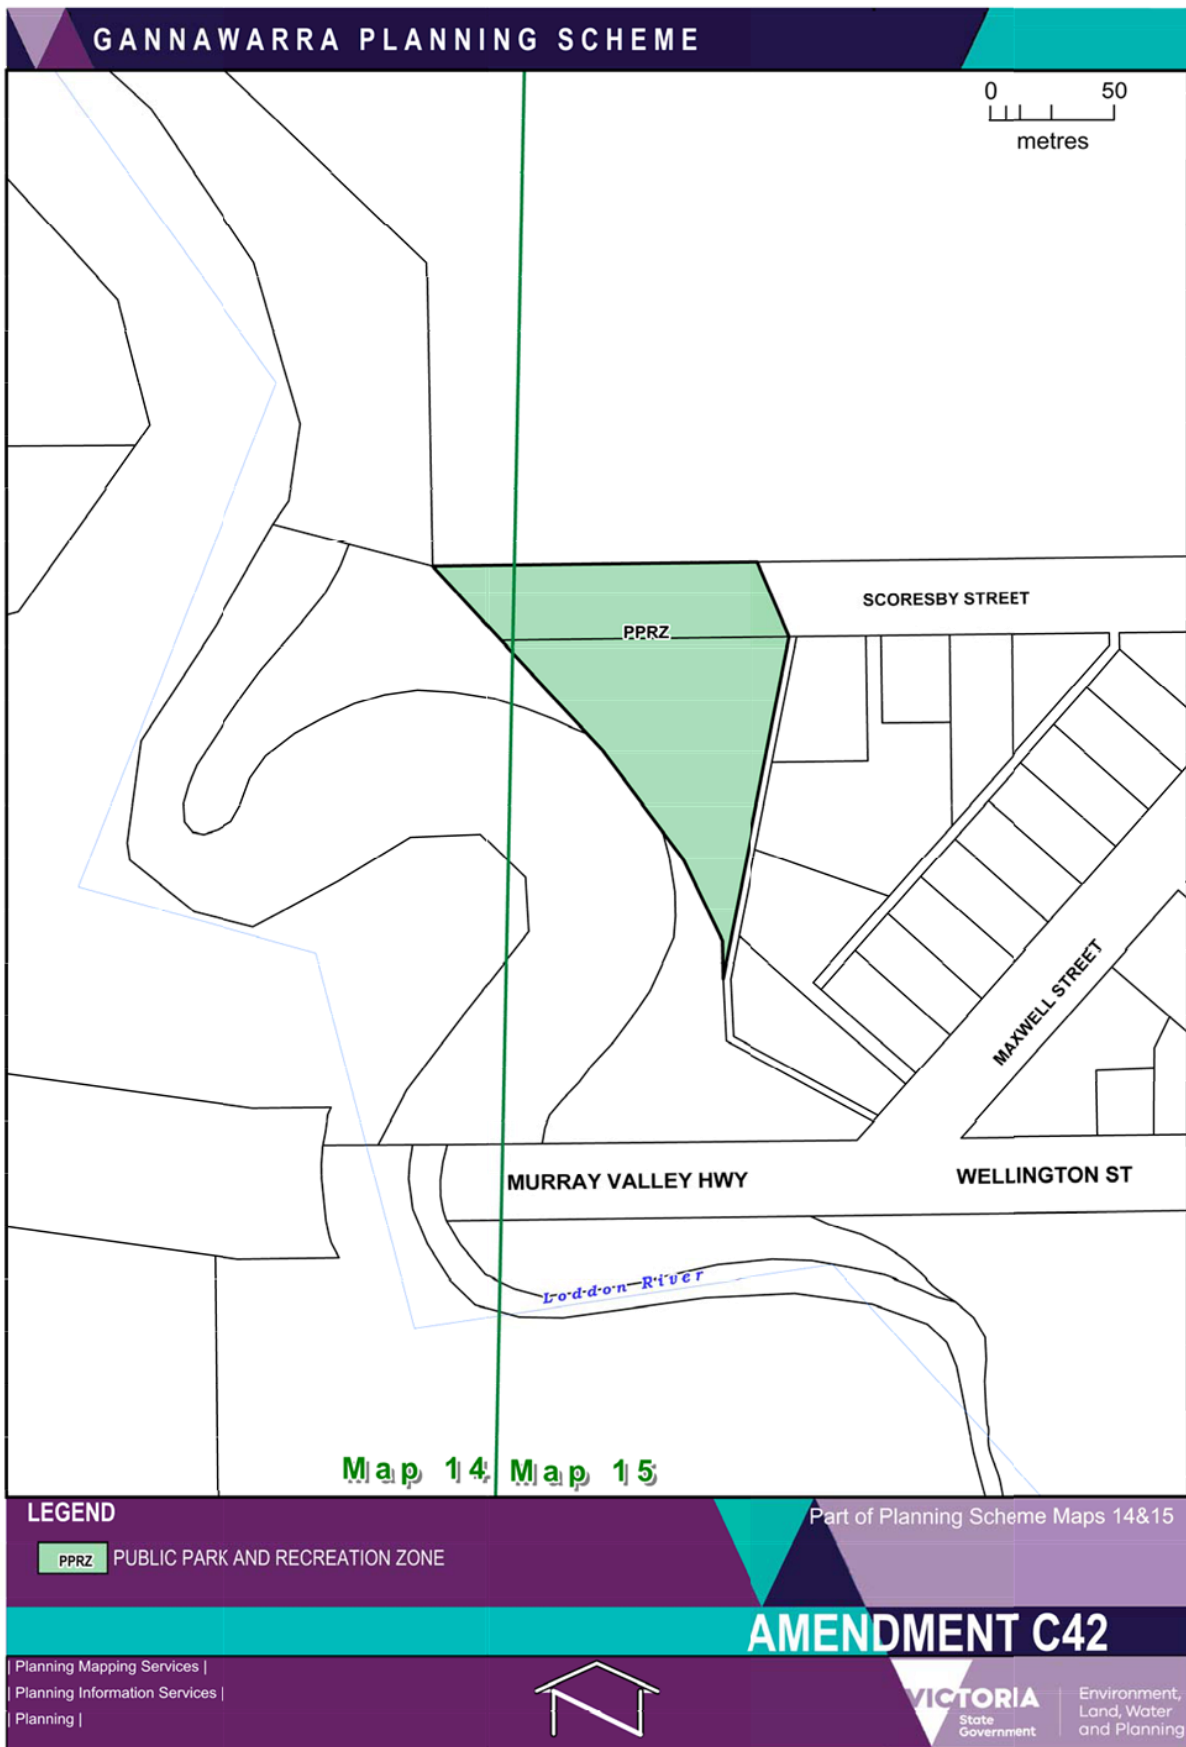 GANNAWARRA PLANNING SCHEME
0 50
metres
SCORESBY STREET
PPRZ
MAXWELL STREET
MURRAY VALLEY HWY
WELLINGTON ST
Loddon River
Map 14 Map 15
LEGEND
Part of Planning Scheme Maps 14&15
PPRZ PUBLIC PARK AND RECREATION ZONE
AMENDMENT C42
| Planning Mapping Services |
| Planning Information Services |
| Planning |
VICTORIA
State
Government
Environment,
Land, Water
and Planning